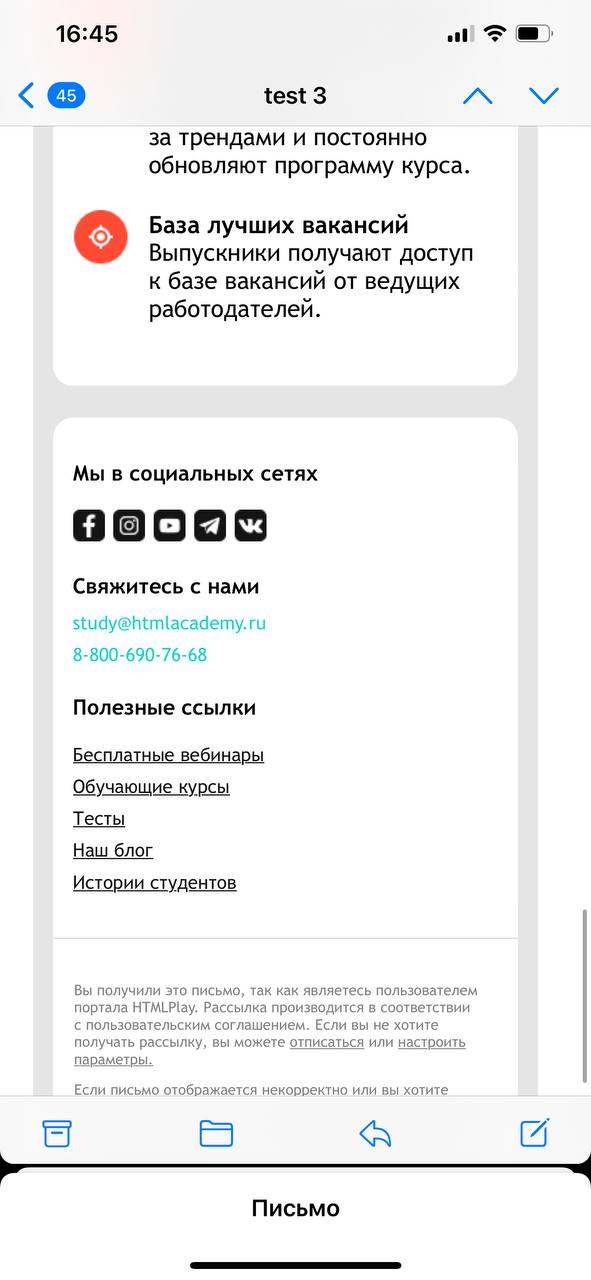 16:45
45
test 3
за трендами и постоянно
обновляют программу курса.
База лучших вакансий
Выпускники получают доступ
к базе вакансий от ведущих
работодателей.
Мы в социальных сетях
Свяжитесь с нами
study@htmlacademy.ru
8-800-690-76-68
Полезные ссылки
Бесплатные вебинары
Обучающие курсы
Тесты
Наш блог
Истории студентов
Вы получили это письмо, так как являетесь пользователем
портала HTMLPlay. Рассылка производится в соответствии
с пользовательским соглашением. Если вы не хотите
получать рассылку, вы можете отписаться или настроить
параметры.
Если письмо отображается некорректно или вы хотите
Письмо